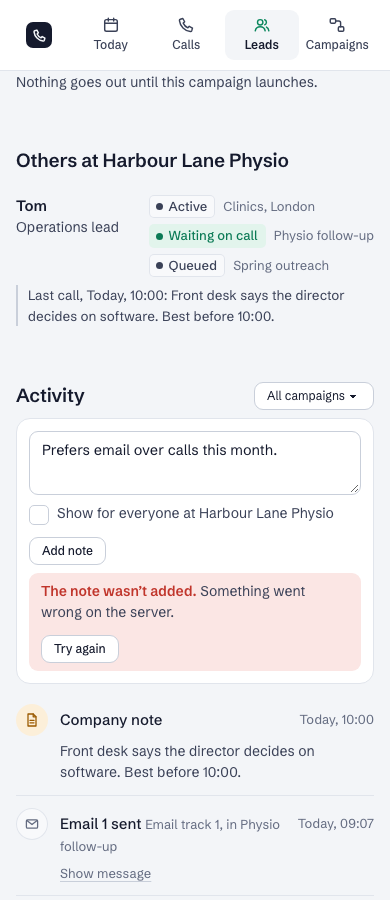 Today
Calls
Leads
Campaigns
Nothing goes out until this campaign launches.
Others at Harbour Lane Physio
Tom
Operations lead
Active Clinics, London
Waiting on call Physio follow-up
Queued Spring outreach
Last call, Today, 10:00: Front desk says the director
decides on software. Best before 10:00.
Activity
All campaigns
Prefers email over calls this month.
Show for everyone at Harbour Lane Physio
Add note
The note wasn’t added. Something went
wrong on the server.
Try again
Company note Today, 10:00
Front desk says the director decides on
software. Best before 10:00.
Email 1 sent Email track 1, in Physio Today, 09:07
follow-up
Show message